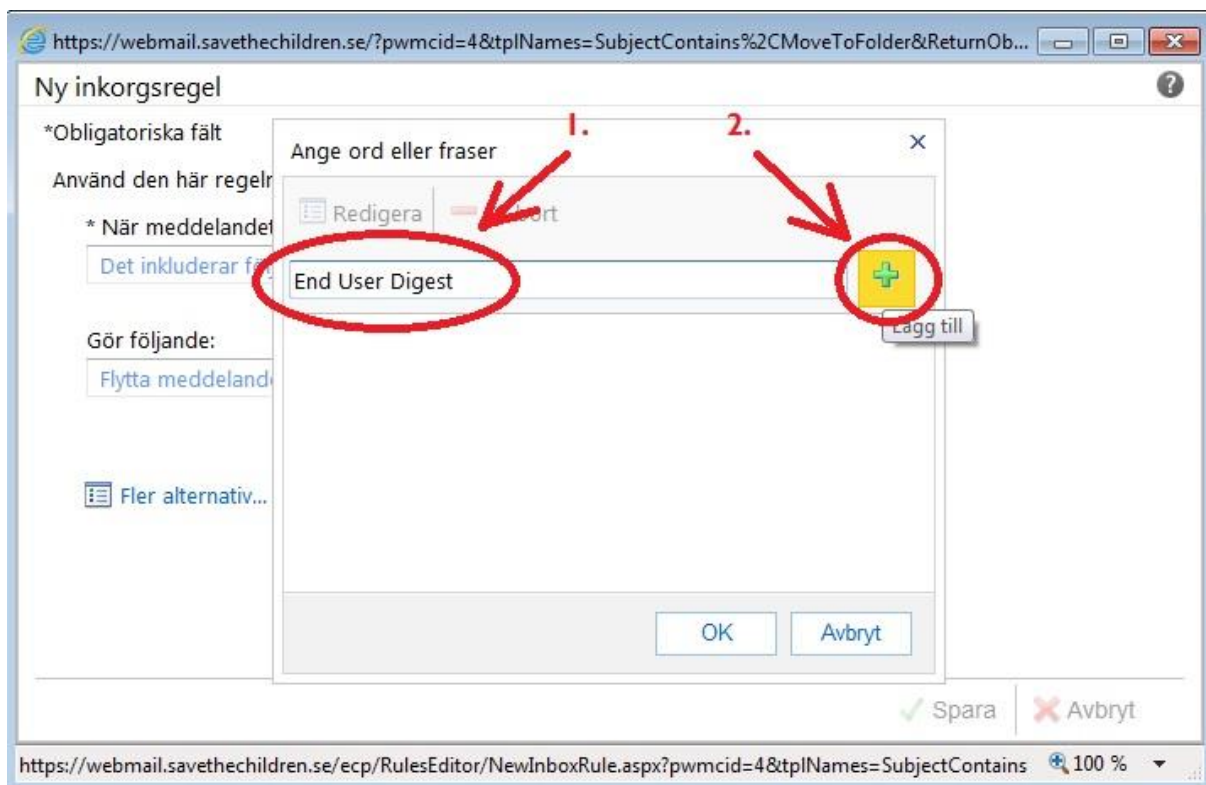 https://webmail.savethechildren.se/?pwmcid=4&tplNames=SubjectContains%2CMoveToFolder&ReturnOb...
Ny inkorgsregel
*Obligatoriska fält
1. 2.
Ange ord eller fraser
Använd den här regeln
Redigera
* När meddelandet
Det inkluderar föl
End User Digest
Lägg till
Gör följande:
Flytta meddelande
Fler alternativ...
OK Avbryt
Spara Avbryt
https://webmail.savethechildren.se/ecp/RulesEditor/NewInboxRule.aspx?pwmcid=4&tplNames=SubjectContains 100 %